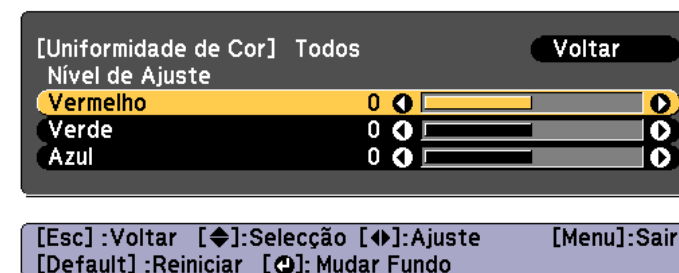 [Uniformidade de Cor] Todos Voltar
Nível de Ajuste
Vermelho 0
Verde 0
Azul 0
[Esc] :Voltar [◆]:Selecção [◆]:Ajuste [Menu]:Sair
[Default] :Reiniciar [↵]: Mudar Fundo